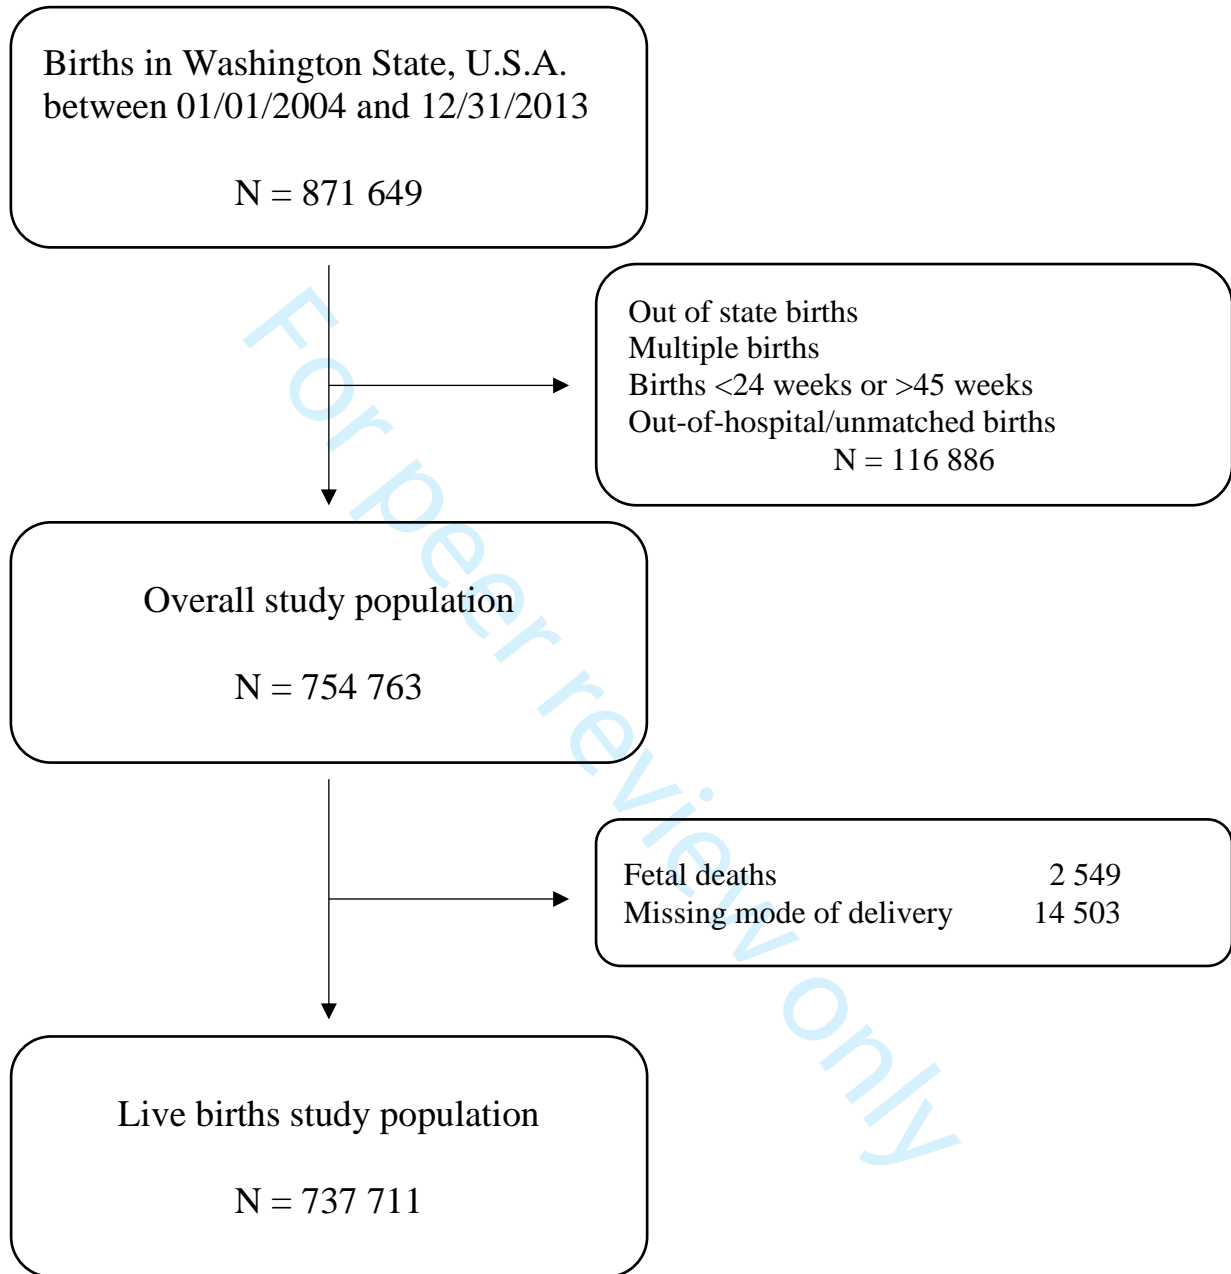 Births in Washington State, U.S.A.
between 01/01/2004 and 12/31/2013
N = 871 649
Out of state births
Multiple births
Births <24 weeks or >45 weeks
Out-of-hospital/unmatched births
N = 116 886
Overall study population
N = 754 763
Fetal deaths 2 549
Missing mode of delivery 14 503
Live births study population
N = 737 711
For peer review only